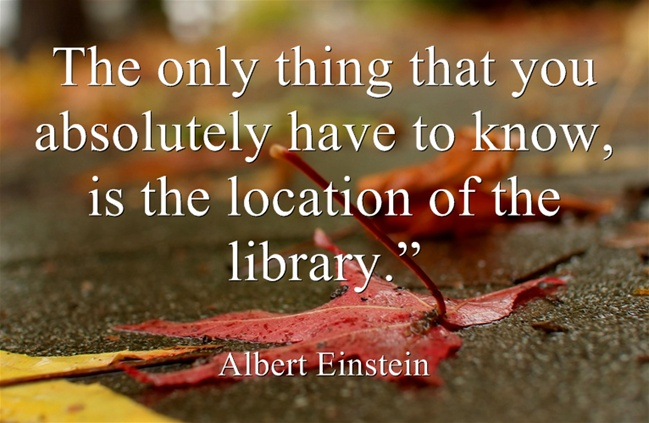 The only thing that you
absolutely have to know,
is the location of the
library.”
Albert Einstein